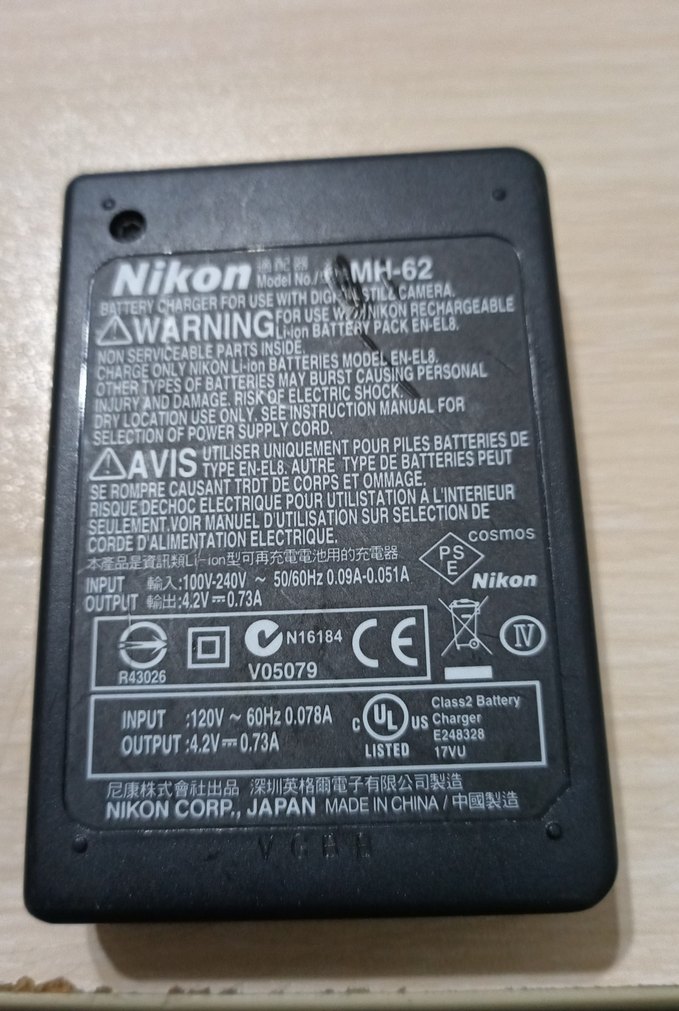 Nikon 適配器 Model No./ MH-62
BATTERY CHARGER FOR USE WITH STILL CAMERA.
WARNING FOR USE NIKON RECHARGEABLE
Li-ion BATTERY PACK EN-EL8.
NON SERVICEABLE PARTS INSIDE.
CHARGE ONLY NIKON Li-ion BATTERIES MODEL EN-EL8.
OTHER TYPES OF BATTERIES MAY BURST CAUSING PERSONAL
INJURY AND DAMAGE. RISK OF ELECTRIC SHOCK.
DRY LOCATION USE ONLY. SEE INSTRUCTION MANUAL FOR
SELECTION OF POWER SUPPLY CORD.
AVIS UTILISER UNIQUEMENT POUR PILES BATTERIES DE
TYPE EN-EL8. AUTRE TYPE DE BATTERIES PEUT
SE ROMPRE CAUSANT TRDT DE CORPS ET OMMAGE.
RISQUE DECHOC ELECTRIQUE POUR UTILISTATION À L'INTERIEUR
SEULEMENT.VOIR MANUEL D'UTILISATION SUR SELECTION DE
CORDE D'ALIMENTATION ELECTRIQUE.
本產品是資訊類Li-ion型可再充電電池用的充電器
INPUT 輸入:100V-240V ~ 50/60Hz 0.09A-0.051A
OUTPUT 輸出:4.2V⎓0.73A
PS E cosmos
Nikon
R43026
N16184
V05079
CE
IV
INPUT :120V ~ 60Hz 0.078A
OUTPUT :4.2V⎓0.73A
C UL US
LISTED
Class2 Battery
Charger
E248328
17VU
尼康株式會社出品 深圳英格爾電子有限公司製造
NIKON CORP., JAPAN MADE IN CHINA / 中國製造